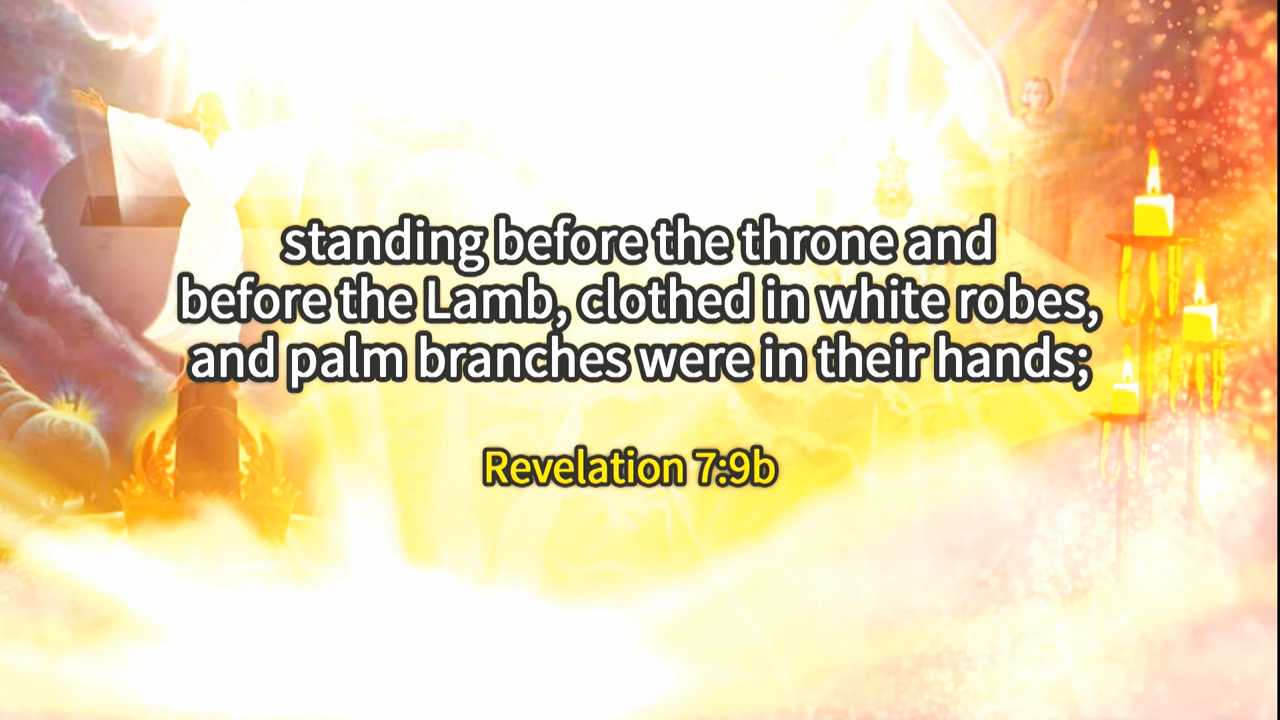 standing before the throne and
before the Lamb, clothed in white robes,
and palm branches were in their hands;
Revelation 7:9b